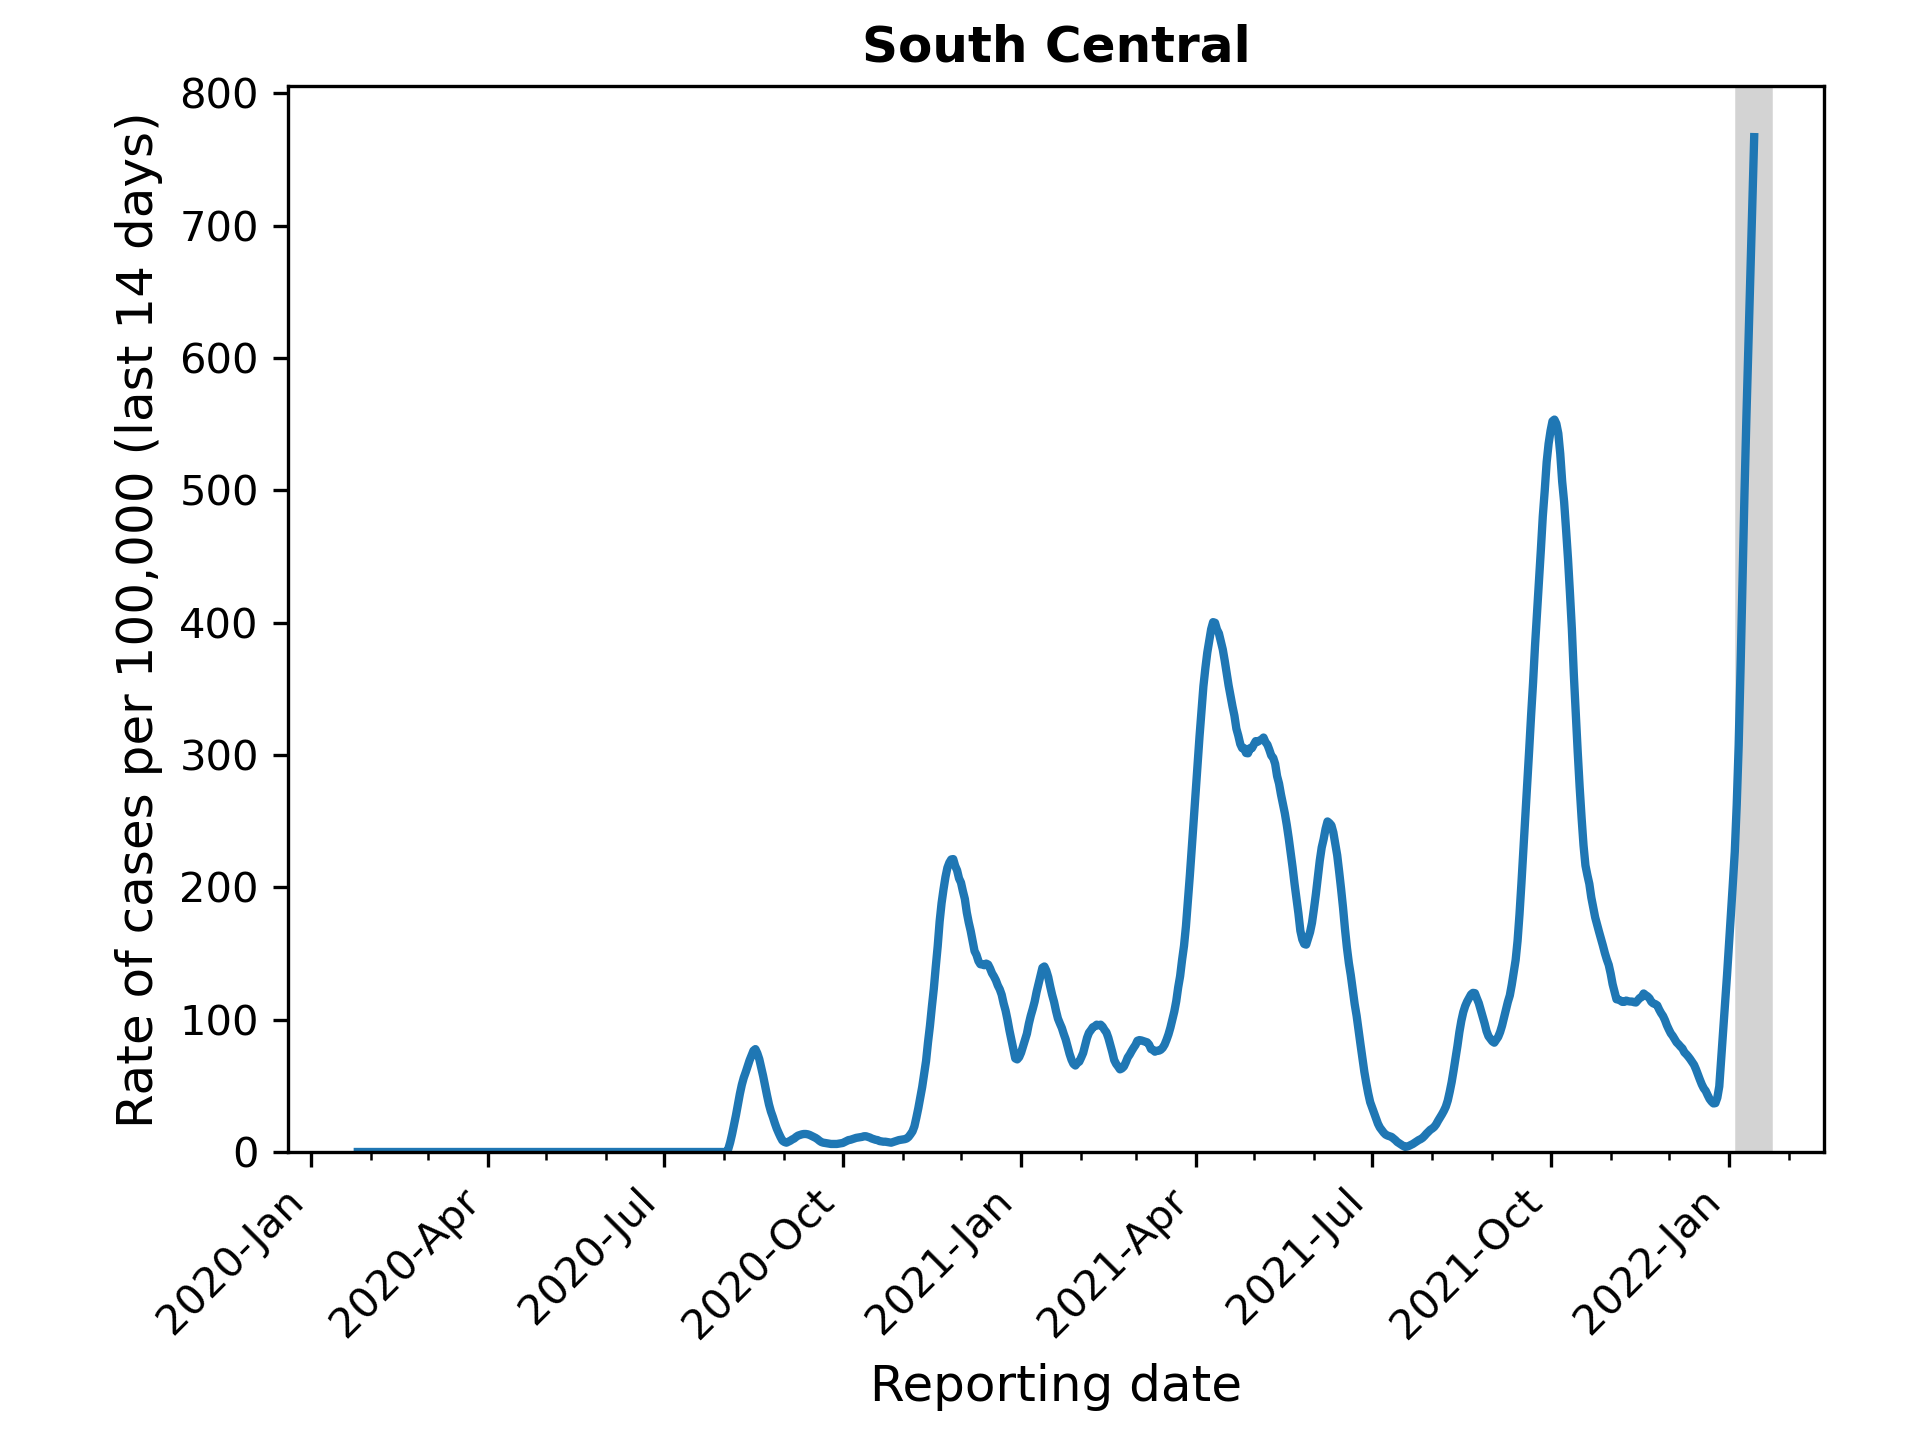 South Central
Rate of cases per 100,000 (last 14 days)
800
700
600
500
400
300
200
100
0
2020-Jan
2020-Apr
2020-Jul
2020-Oct
2021-Jan
2021-Apr
2021-Jul
2021-Oct
2022-Jan
Reporting date